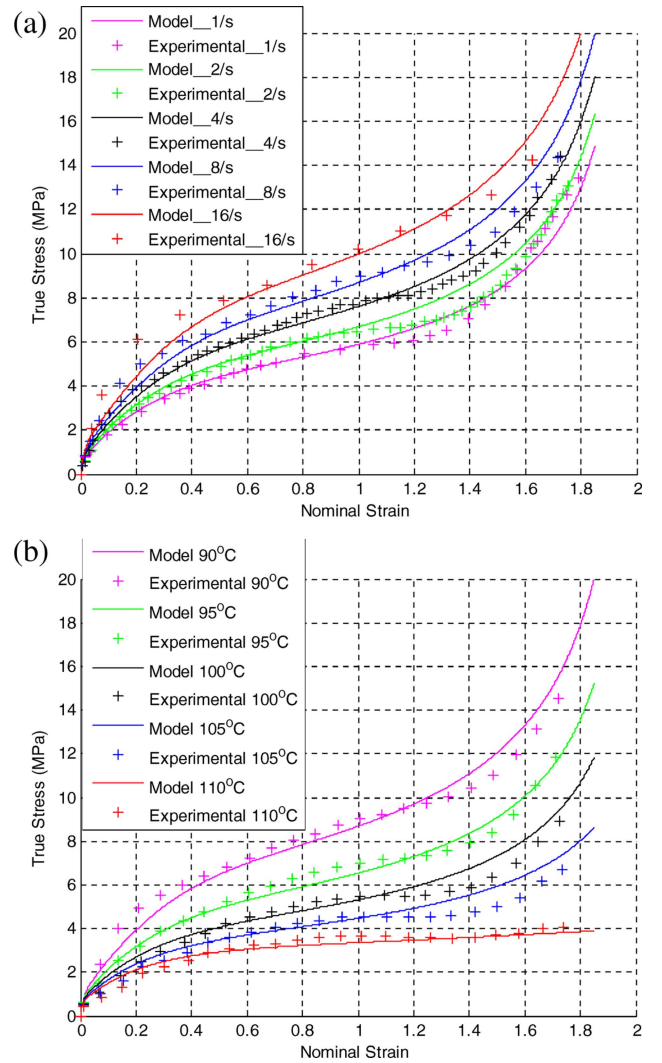 (a)
Model__1/s
Experimental__1/s
Model__2/s
Experimental__2/s
Model__4/s
Experimental__4/s
Model__8/s
Experimental__8/s
Model__16/s
Experimental__16/s
True Stress (MPa)
20
18
16
14
12
10
8
6
4
2
0
0 0.2 0.4 0.6 0.8 1 1.2 1.4 1.6 1.8 2
Nominal Strain
(b)
Model 90°C
Experimental 90°C
Model 95°C
Experimental 95°C
Model 100°C
Experimental 100°C
Model 105°C
Experimental 105°C
Model 110°C
Experimental 110°C
True Stress (MPa)
20
18
16
14
12
10
8
6
4
2
0
0 0.2 0.4 0.6 0.8 1 1.2 1.4 1.6 1.8 2
Nominal Strain